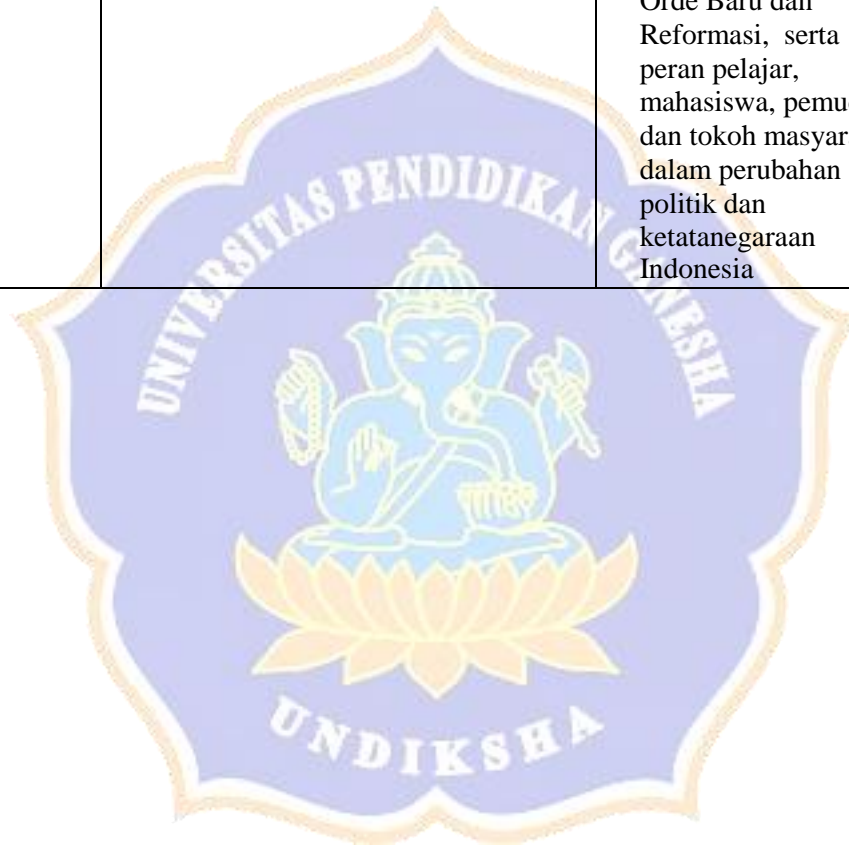 Orde Baru dan
Reformasi, serta
peran pelajar,
mahasiswa,
dan tokoh
dalam perubahan
politik dan
ketatanegaraan
Indonesia
UNIVERSITAS PENDIDIKAN GANESHA
UNDIKSHA